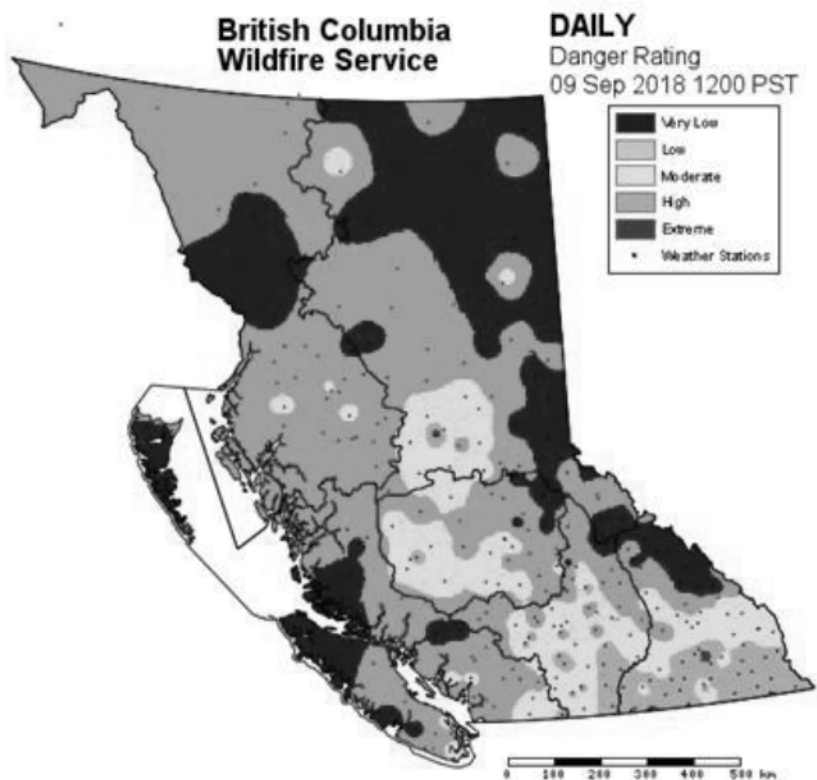 British Columbia
Wildfire Service
DAILY
Danger Rating
09 Sep 2018 1200 PST
Very Low
Low
Moderate
High
Extreme
Weather Stations
0 100 200 300 400 500 km